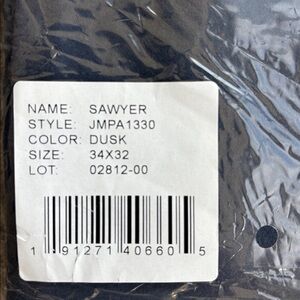 NAME: SAWYER
STYLE: JMPA1330
COLOR: DUSK
SIZE: 34X32
LOT: 02812-00
1 91271 40660 5